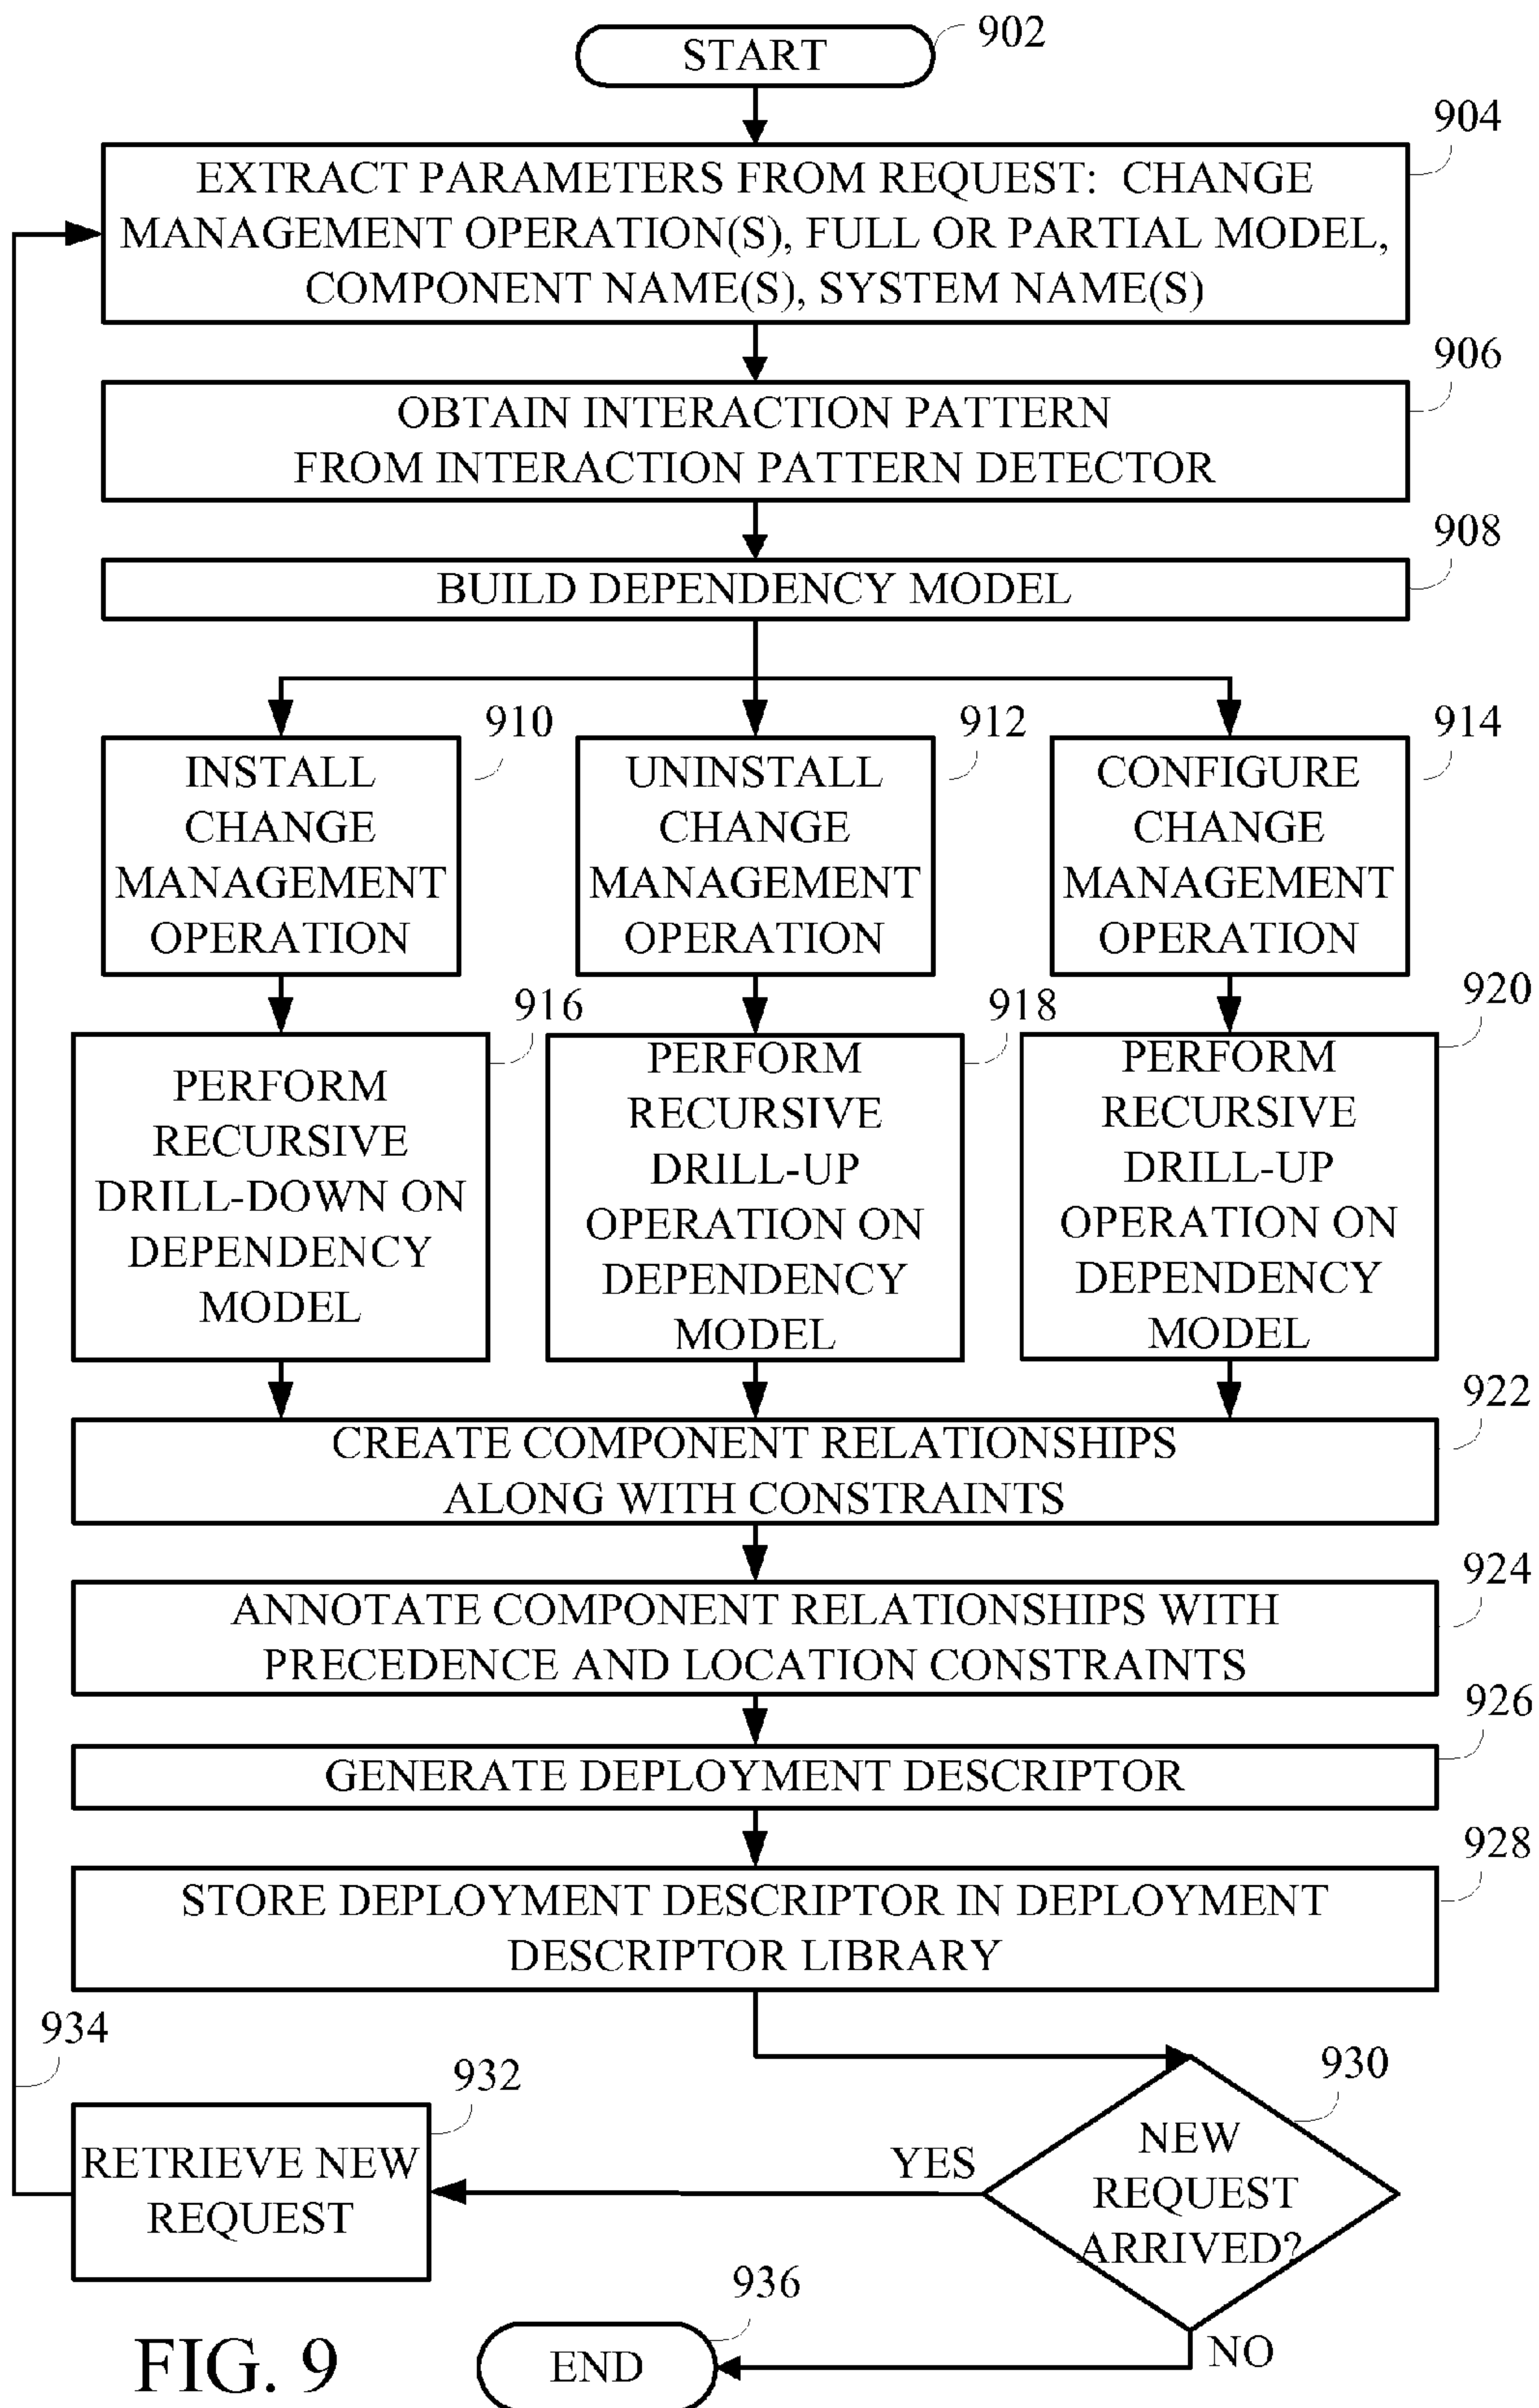 START
902
904
EXTRACT PARAMETERS FROM REQUEST: CHANGE
MANAGEMENT OPERATION(S), FULL OR PARTIAL MODEL,
COMPONENT NAME(S), SYSTEM NAME(S)
906
OBTAIN INTERACTION PATTERN
FROM INTERACTION PATTERN DETECTOR
908
BUILD DEPENDENCY MODEL
910
INSTALL
CHANGE
MANAGEMENT
OPERATION
912
UNINSTALL
CHANGE
MANAGEMENT
OPERATION
914
CONFIGURE
CHANGE
MANAGEMENT
OPERATION
916
PERFORM
RECURSIVE
DRILL-DOWN ON
DEPENDENCY
MODEL
918
PERFORM
RECURSIVE
DRILL-UP
OPERATION ON
DEPENDENCY
MODEL
920
PERFORM
RECURSIVE
DRILL-UP
OPERATION ON
DEPENDENCY
MODEL
922
CREATE COMPONENT RELATIONSHIPS
ALONG WITH CONSTRAINTS
924
ANNOTATE COMPONENT RELATIONSHIPS WITH
PRECEDENCE AND LOCATION CONSTRAINTS
926
GENERATE DEPLOYMENT DESCRIPTOR
928
STORE DEPLOYMENT DESCRIPTOR IN DEPLOYMENT
DESCRIPTOR LIBRARY
934
932
930
RETRIEVE NEW
REQUEST
YES
NEW
REQUEST
ARRIVED?
936
END
NO
FIG. 9